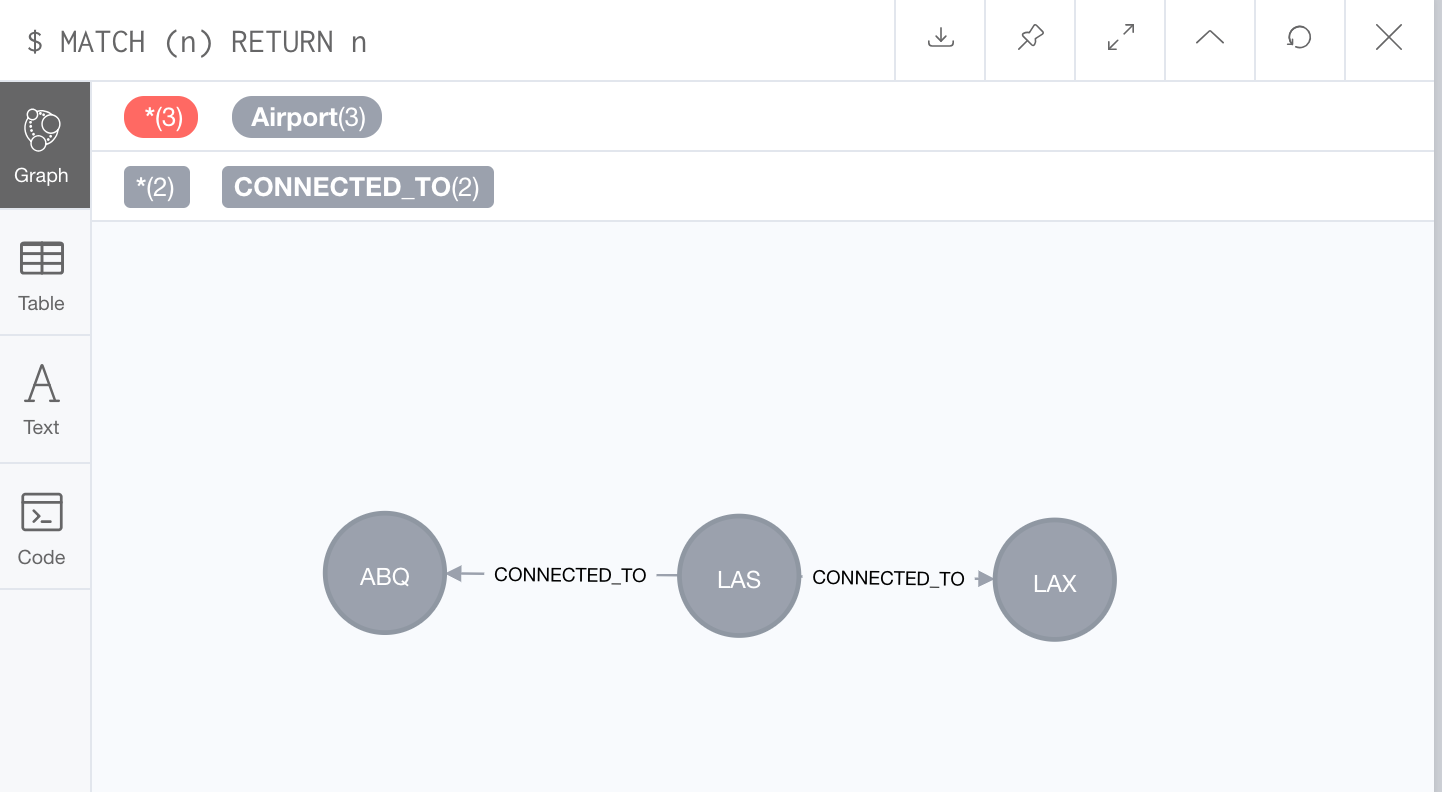 $ MATCH (n) RETURN n
*(3) Airport(3)
Graph
*(2) CONNECTED_TO(2)
Table
Text
Code
ABQ CONNECTED_TO LAS CONNECTED_TO LAX